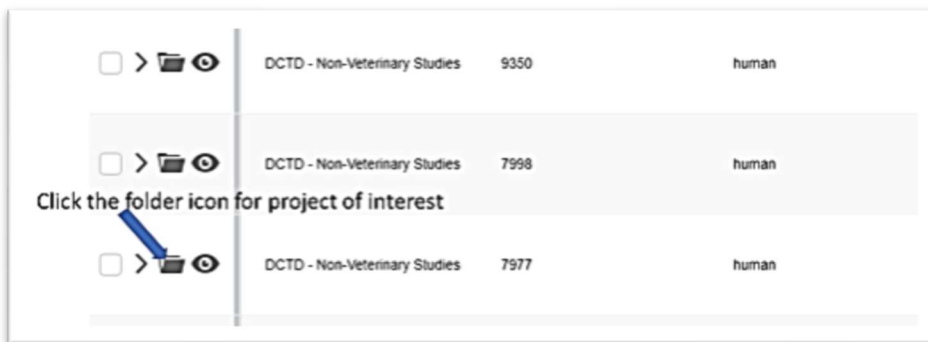 DCTD - Non-Veterinary Studies 9350 human
DCTD - Non-Veterinary Studies 7998 human
Click the folder icon for project of interest
DCTD - Non-Veterinary Studies 7977 human